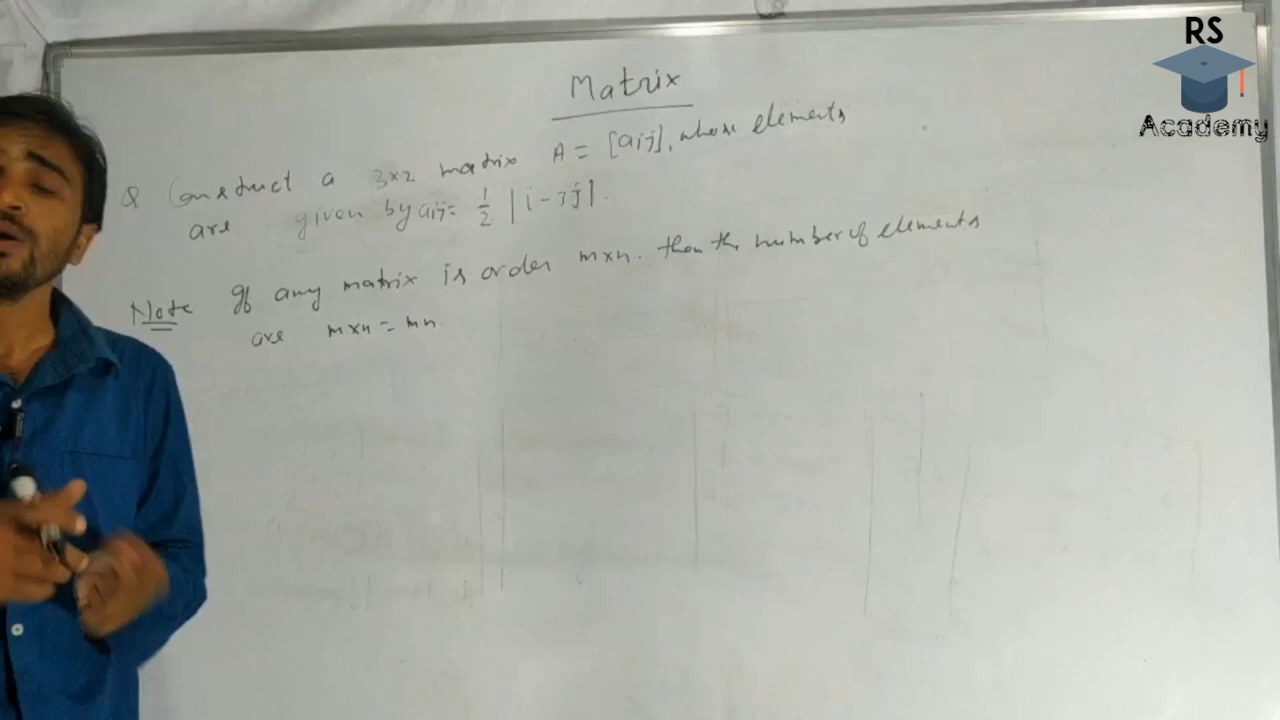 RS
Academy
Matrix
Q Construct a 3×2 matrix A = [aij], whose elements
are given by aij = 1/2 |i-3j|.
Note If any matrix is order m×n. then the number of elements
are m×n = mn.